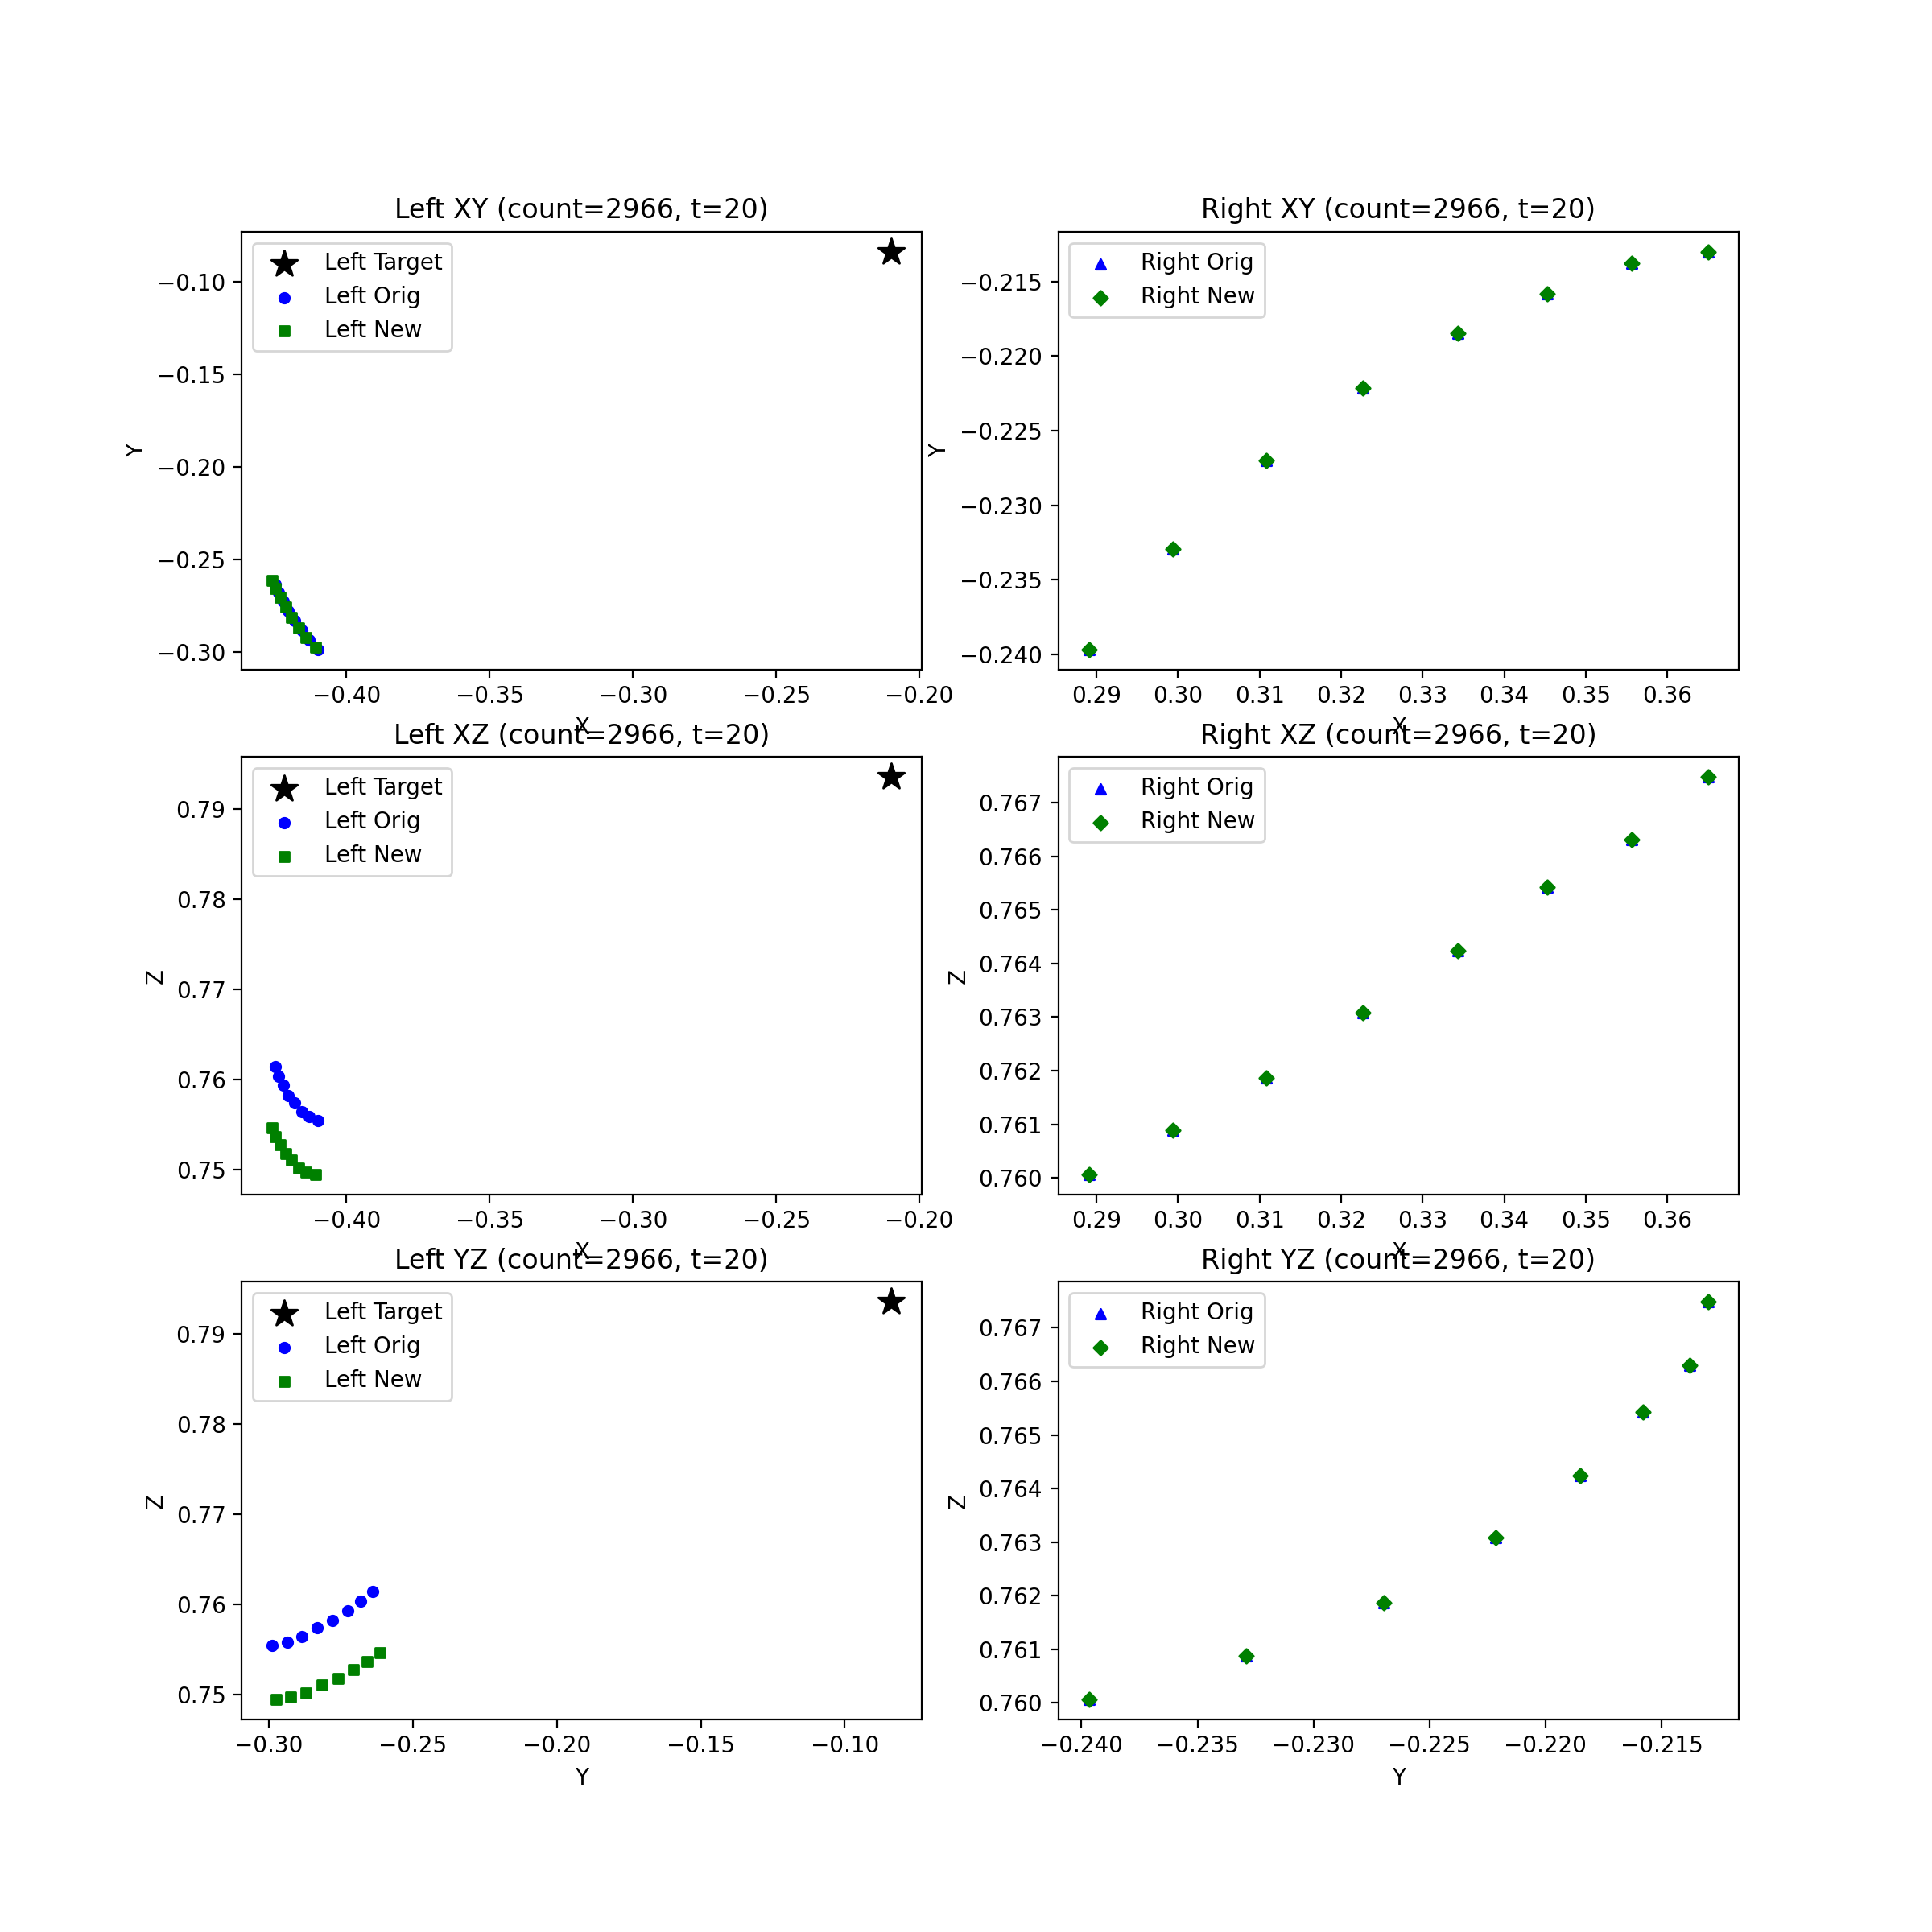 Left XY (count=2966, t=20)
Left Target
Left Orig
Left New
Y
−0.10
−0.15
−0.20
−0.25
−0.30
−0.40
−0.35
−0.30
−0.25
−0.20
X
Right XY (count=2966, t=20)
Right Orig
Right New
Y
−0.215
−0.220
−0.225
−0.230
−0.235
−0.240
0.29
0.30
0.31
0.32
0.33
0.34
0.35
0.36
X
Left XZ (count=2966, t=20)
Left Target
Left Orig
Left New
Z
0.79
0.78
0.77
0.76
0.75
−0.40
−0.35
−0.30
−0.25
−0.20
X
Right XZ (count=2966, t=20)
Right Orig
Right New
Z
0.767
0.766
0.765
0.764
0.763
0.762
0.761
0.760
0.29
0.30
0.31
0.32
0.33
0.34
0.35
0.36
X
Left YZ (count=2966, t=20)
Left Target
Left Orig
Left New
Z
0.79
0.78
0.77
0.76
0.75
−0.30
−0.25
−0.20
−0.15
−0.10
Y
Right YZ (count=2966, t=20)
Right Orig
Right New
Z
0.767
0.766
0.765
0.764
0.763
0.762
0.761
0.760
−0.240
−0.235
−0.230
−0.225
−0.220
−0.215
Y